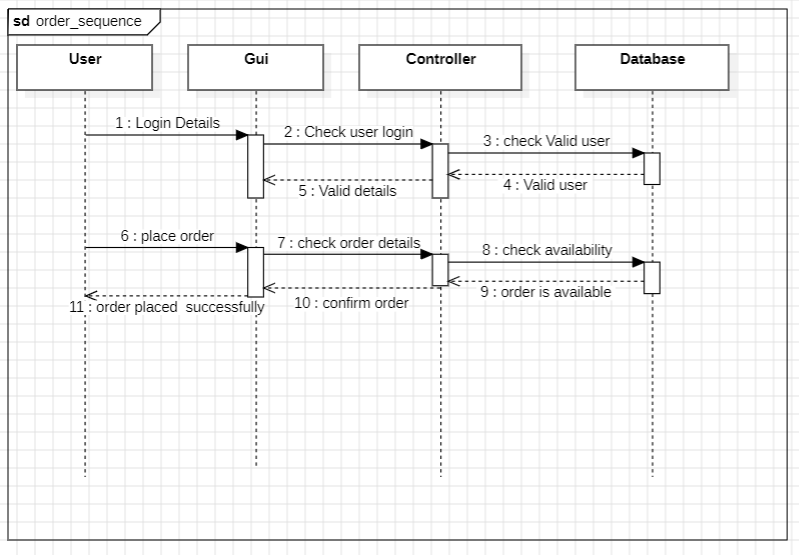 sd order_sequence
User
Gui
Controller
Database
1 : Login Details
2 : Check user login
3 : check Valid user
4 : Valid user
5 : Valid details
6 : place order
7 : check order details
8 : check availability
9 : order is available
10 : confirm order
11 : order placed  successfully